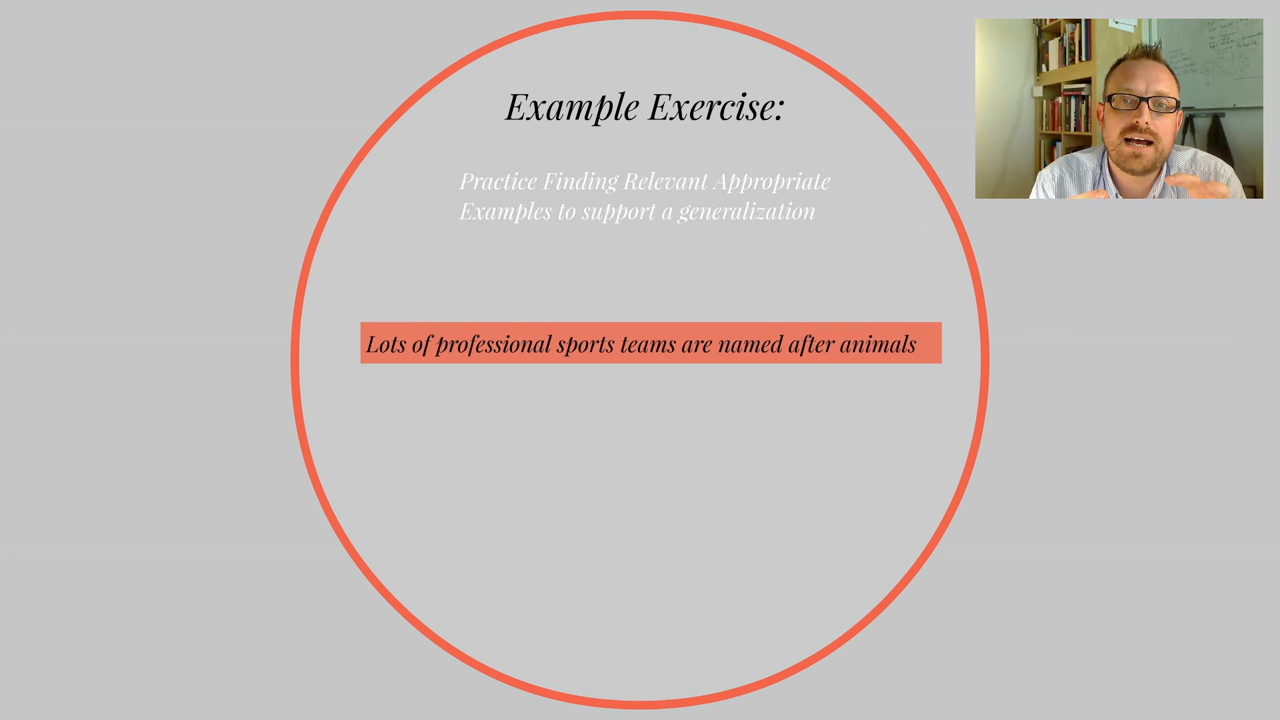 Example Exercise:
Practice Finding Relevant Appropriate
Examples to support a generalization
Lots of professional sports teams are named after animals